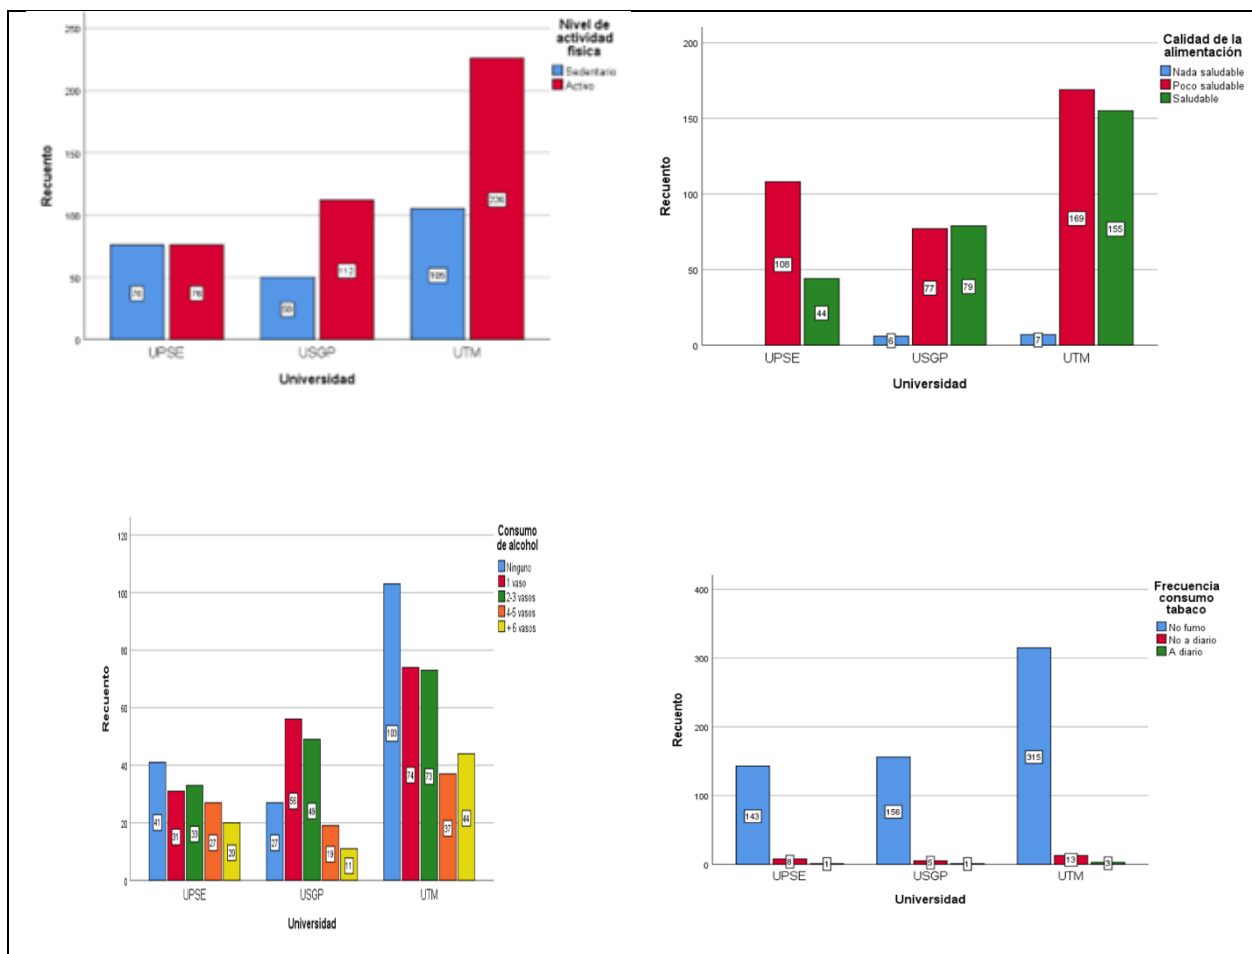 Nivel de
actividad
física
Sedentario
Activo
250
200
150
100
50
0
Recuento
76
76
50
112
105
226
UPSE
USGP
UTM
Universidad
Calidad de la
alimentación
Nada saludable
Poco saludable
Saludable
200
150
100
50
0
Recuento
108
44
6
77
79
7
169
155
UPSE
USGP
UTM
Universidad
Consumo
de alcohol
Ninguno
1 vaso
2-3 vasos
4-5 vasos
+ 6 vasos
120
100
80
60
40
20
0
Recuento
41
31
33
27
20
27
56
49
19
11
103
74
73
37
44
UPSE
USGP
UTM
Universidad
Frecuencia
consumo
tabaco
No fumo
No a diario
A diario
400
300
200
100
0
Recuento
143
8
1
156
5
1
315
13
3
UPSE
USGP
UTM
Universidad